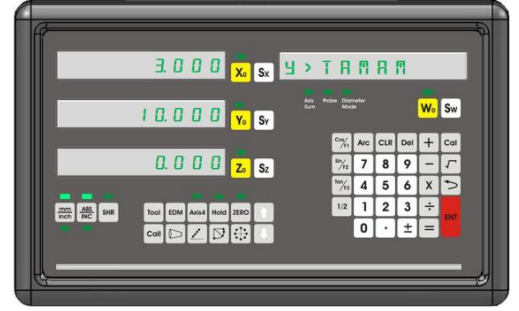 3.000 X₀ Sx Y > TAMAM
Axis Sum Probe Diameter Mode
10.000 Y₀ Sy W₀ Sw
Cos/F1 Arc CLR Del + Cal
0.000 Z₀ Sz Sin/F2 7 8 9 - √
Tan/F3 4 5 6 X
mm/inch ABS/INC SHR Tool EDM Axis4 Hold ZERO 1/2 1 2 3 ÷ ENT
Call 0 · ± =